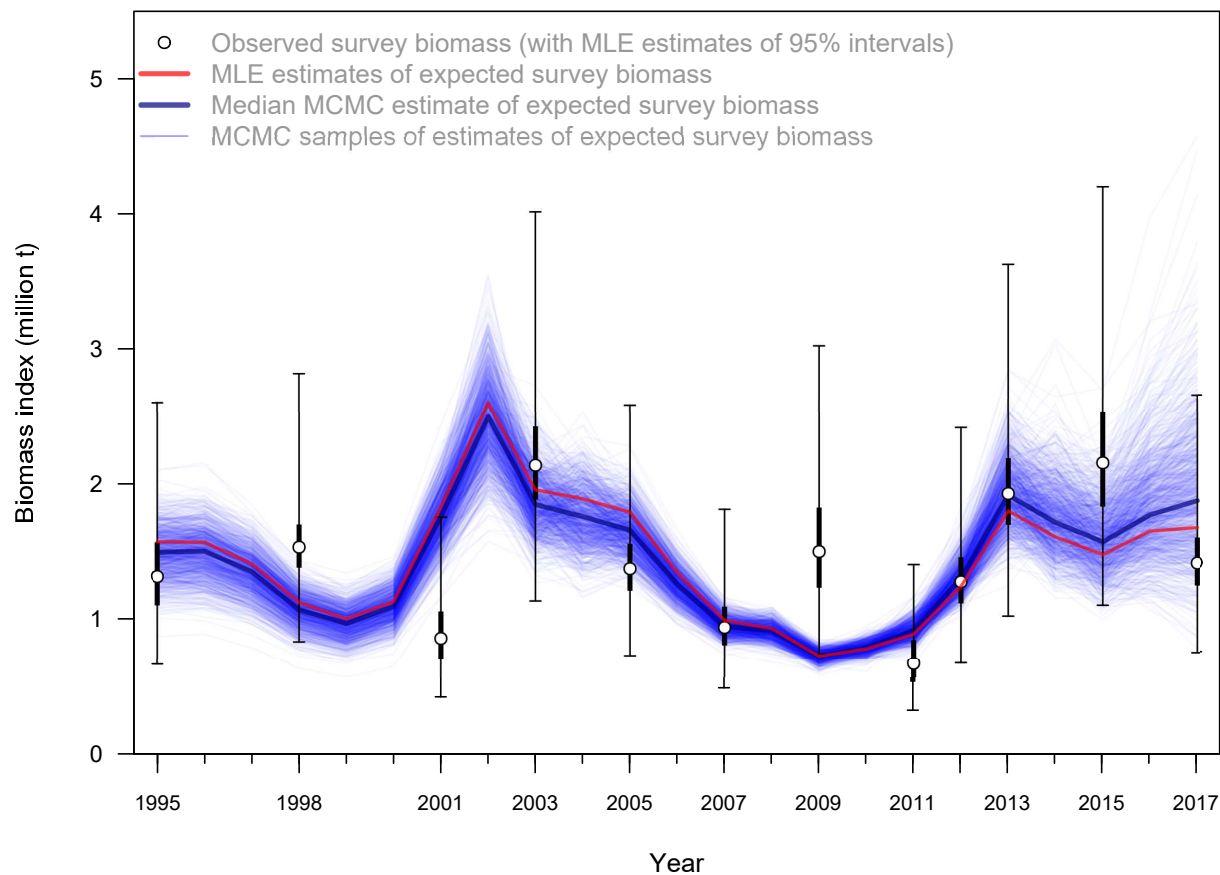 Observed survey biomass (with MLE estimates of 95% intervals)
MLE estimates of expected survey biomass
Median MCMC estimate of expected survey biomass
MCMC samples of estimates of expected survey biomass
Biomass index (million t)
5
4
3
2
1
0
1995 1998 2001 2003 2005 2007 2009 2011 2013 2015 2017
Year